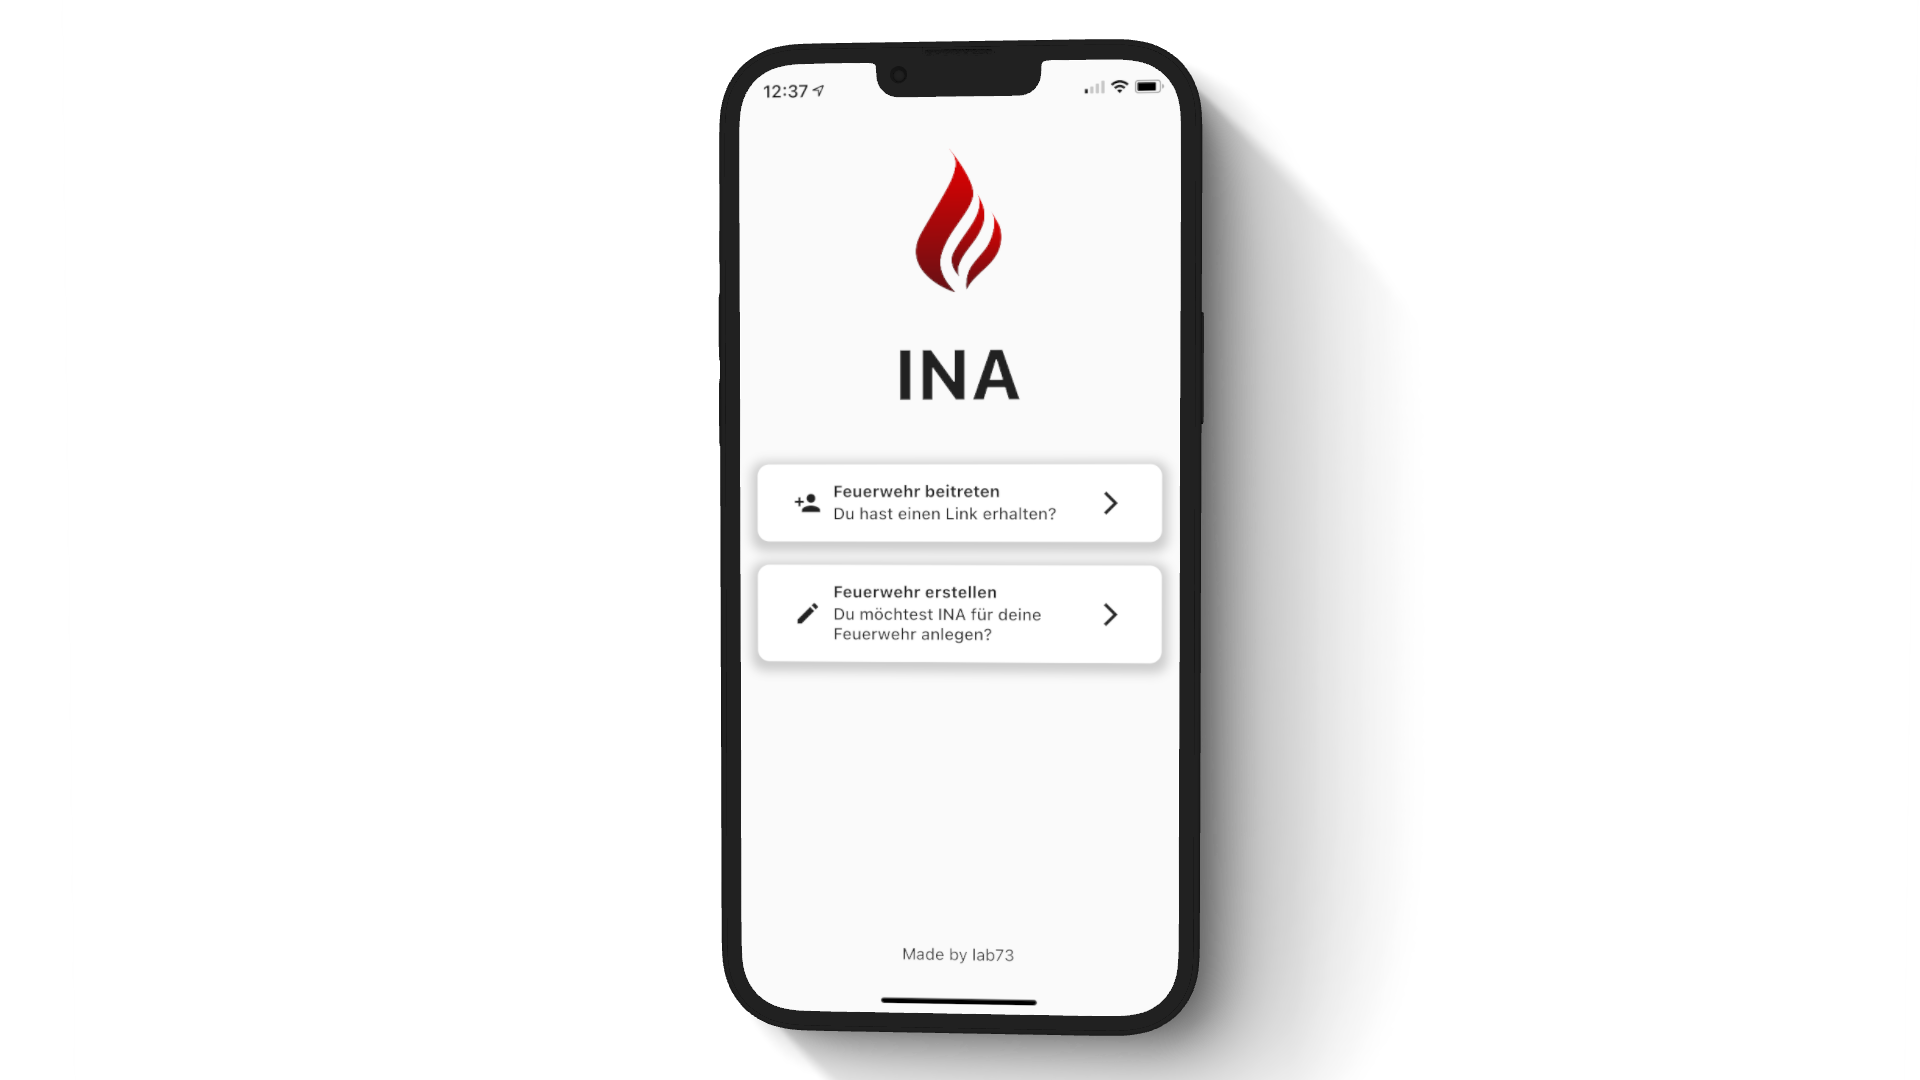 12:37
INA
Feuerwehr beitreten
Du hast einen Link erhalten?
Feuerwehr erstellen
Du möchtest INA für deine
Feuerwehr anlegen?
Made by lab73